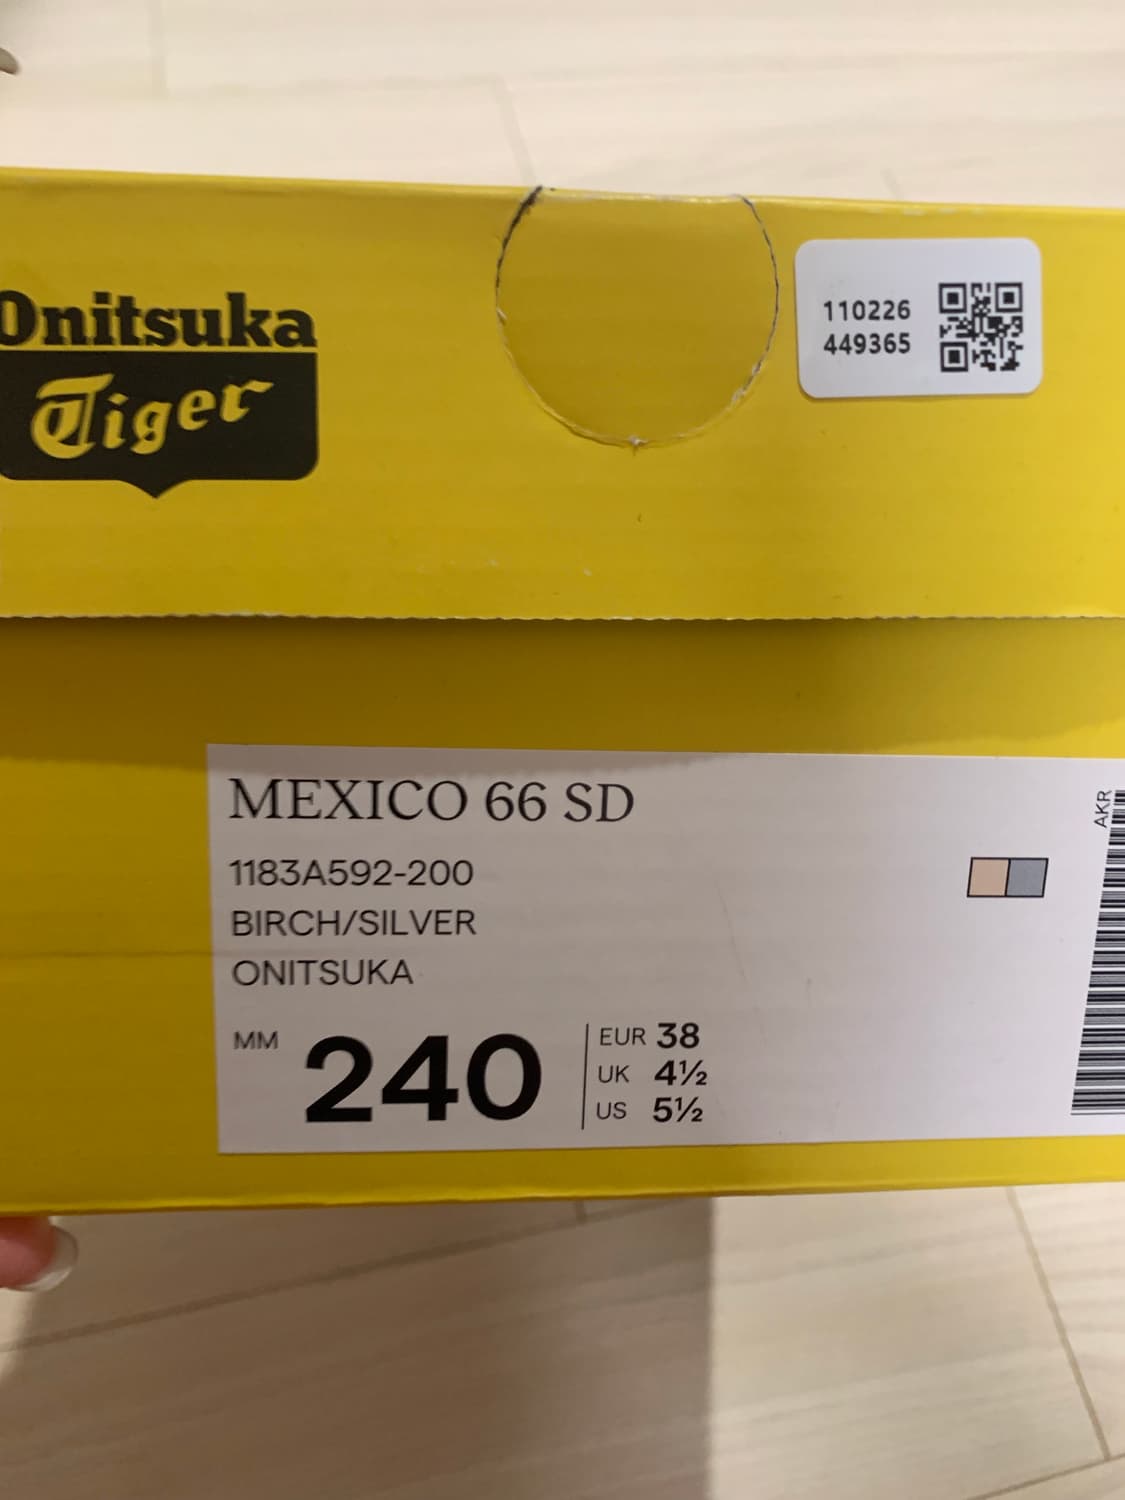 Onitsuka
Tiger
110226
449365
MEXICO 66 SD
1183A592-200
BIRCH/SILVER
ONITSUKA
MM 240
EUR 38
UK 4½
US 5½
AKR